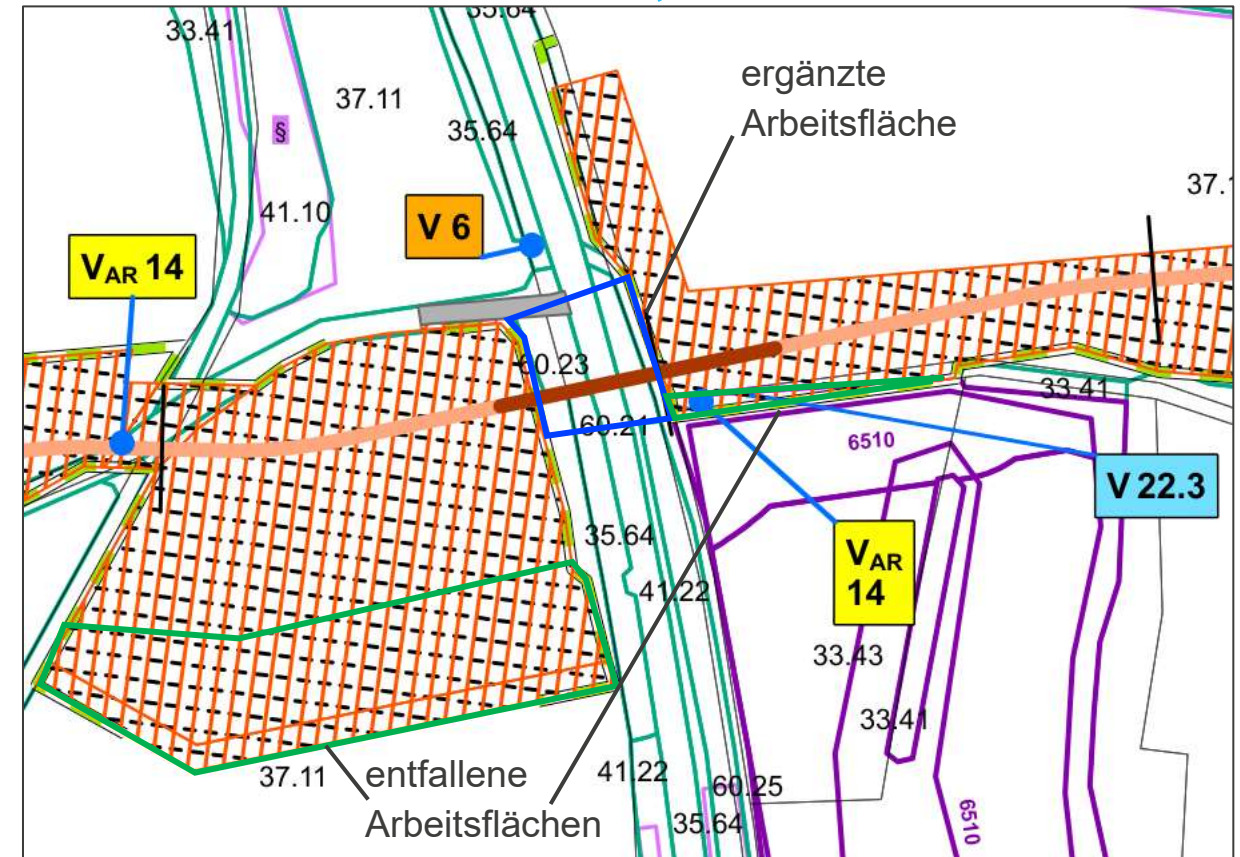 35.64
33.41
ergänzte
Arbeitsfläche
37.11
35.64
§
37.1
41.10
V 6
VAR 14
60.23
33.41
60.21
6510
V 22.3
35.64
VAR
14
41.22
33.43
33.41
37.11
entfallene
Arbeitsflächen
41.22
60.25
35.64
6510